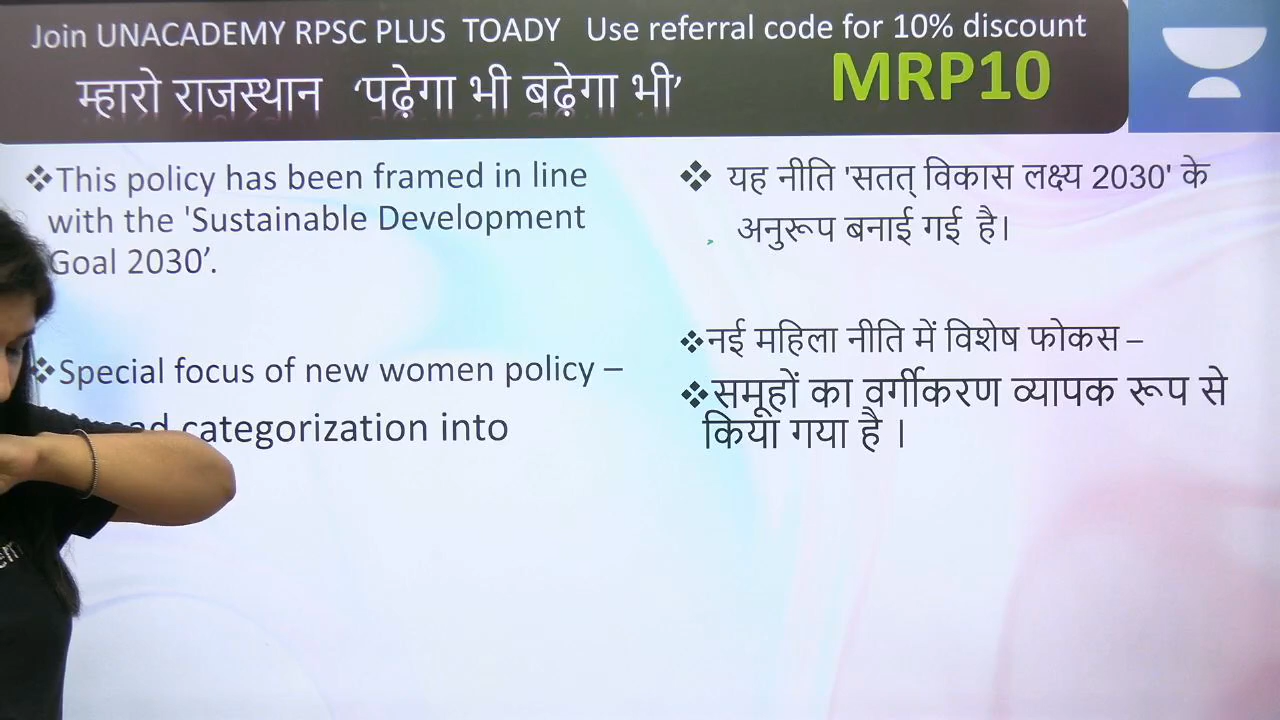 Join UNACADEMY RPSC PLUS TOADY Use referral code for 10% discount
म्हारो राजस्थान ‘पढ़ेगा भी बढ़ेगा भी’ MRP10
❖This policy has been framed in line
with the 'Sustainable Development
Goal 2030’.
❖Special focus of new women policy –
categorization into
❖ यह नीति 'सतत् विकास लक्ष्य 2030' के
अनुरूप बनाई गई है।
❖नई महिला नीति में विशेष फोकस –
❖समूहों का वर्गीकरण व्यापक रूप से
किया गया है ।